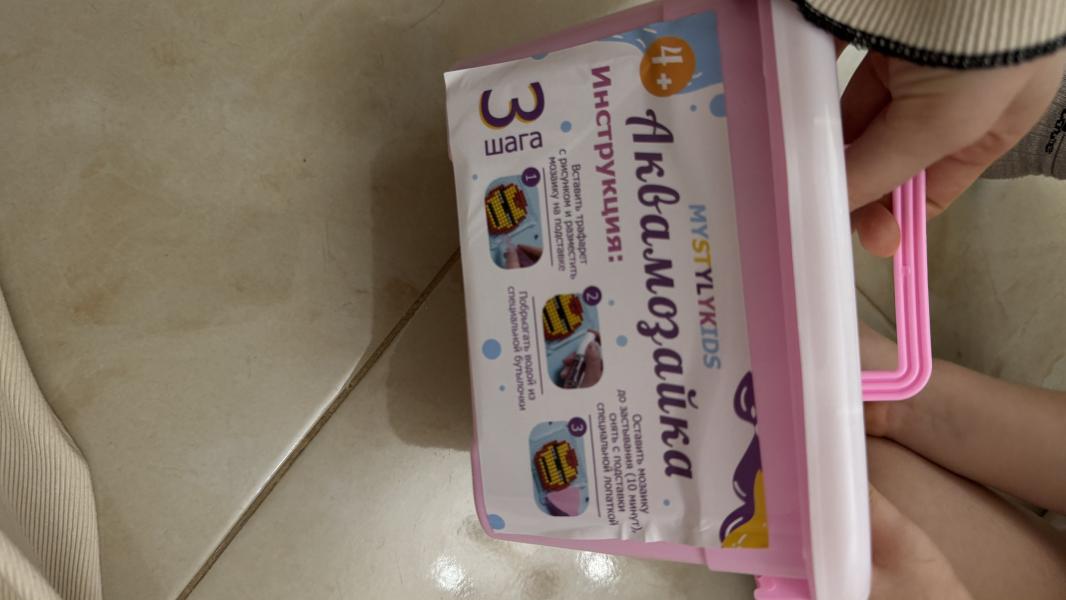 MYSTYLYKIDS
4+
Аквамозайка
Инструкция:
3
шага
1
Вставить трафарет
с рисунком и разместить
мозаику на подставке
2
Побрызгать водой из
специальной бутылочки
3
Оставить мозаику
до застывания (10 минут),
снять с подставки
специальной лопаткой